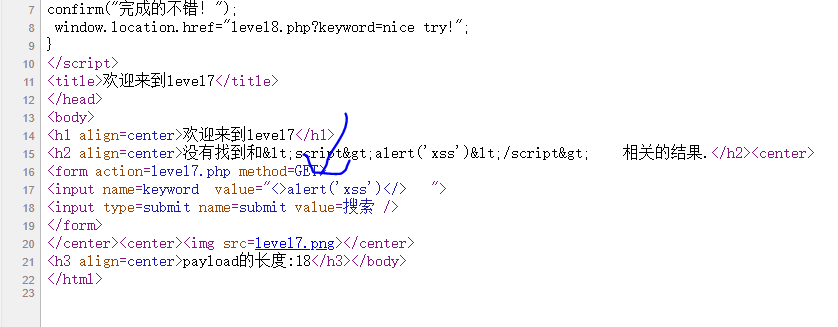 7 confirm("完成的不错！");
8 window.location.href="level8.php?keyword=nice try!";
9 }
10 </script>
11 <title>欢迎来到level7</title>
12 </head>
13 <body>
14 <h1 align=center>欢迎来到level7</h1>
15 <h2 align=center>没有找到和&lt;script&gt;alert('xss')&lt;/script&gt; 相关的结果.</h2><center>
16 <form action=level7.php method=GET>
17 <input name=keyword value="<>alert('xss')</> ">
18 <input type=submit name=submit value=搜索 />
19 </form>
20 </center><center><img src=level7.png></center>
21 <h3 align=center>payload的长度:18</h3></body>
22 </html>
23